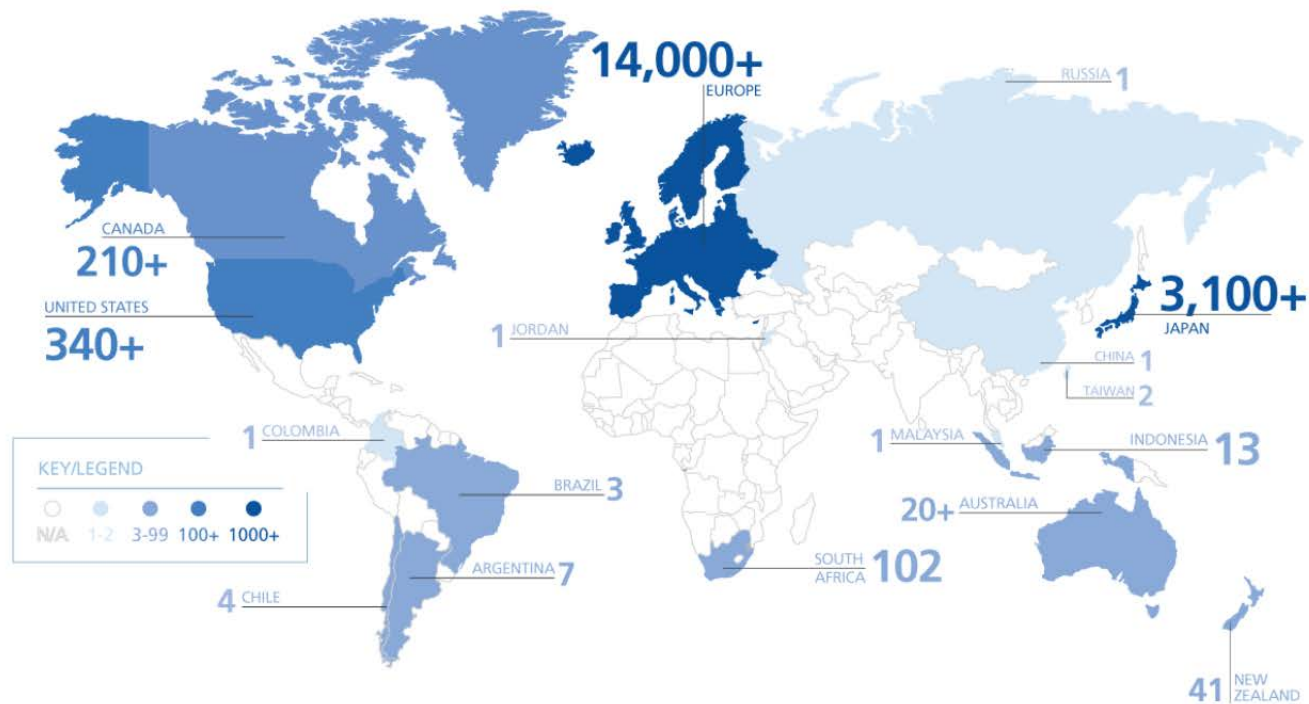 14,000+
EUROPE
RUSSIA 1
CANADA
210+
UNITED STATES
340+
1 JORDAN
3,100+
JAPAN
CHINA 1
TAIWAN 2
1 COLOMBIA
1 MALAYSIA
INDONESIA 13
KEY/LEGEND
N/A 1-2 3-99 100+ 1000+
BRAZIL 3
20+ AUSTRALIA
ARGENTINA 7
SOUTH
AFRICA 102
4 CHILE
41 NEW
ZEALAND